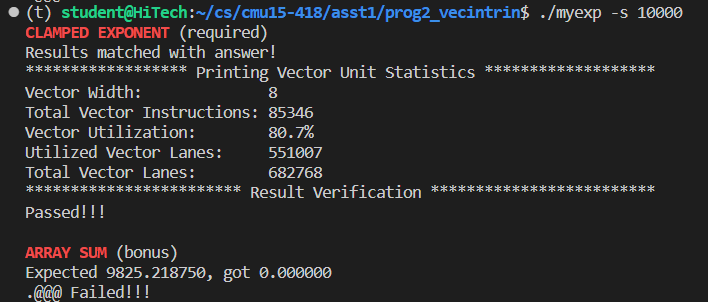 (t) student@HiTech:~/cs/cmu15-418/asst1/prog2_vecintrin$ ./myexp -s 10000
CLAMPED EXPONENT (required)
Results matched with answer!
****************** Printing Vector Unit Statistics *******************
Vector Width:              8
Total Vector Instructions: 85346
Vector Utilization:        80.7%
Utilized Vector Lanes:     551007
Total Vector Lanes:        682768
************************ Result Verification *************************
Passed!!!

ARRAY SUM (bonus)
Expected 9825.218750, got 0.000000
.@@@ Failed!!!